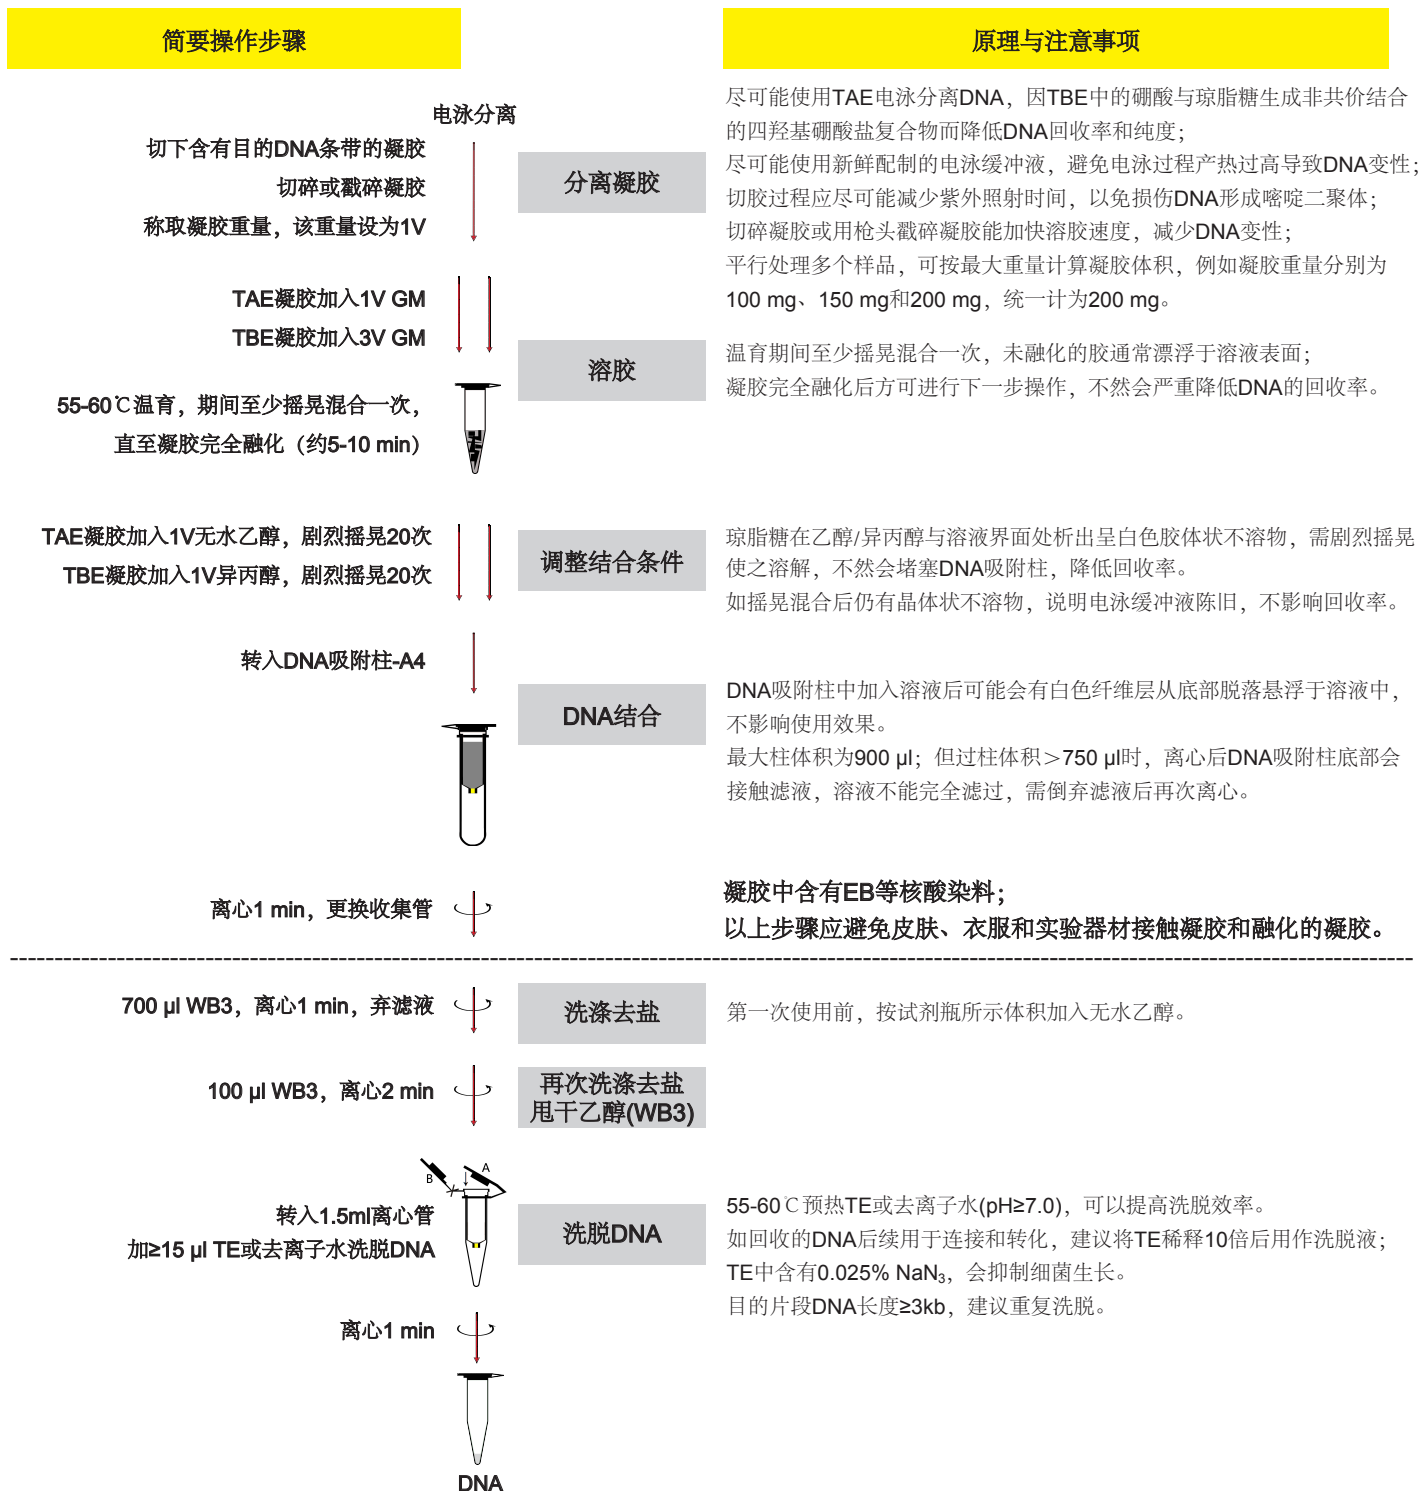 简要操作步骤
原理与注意事项
电泳分离
切下含有目的DNA条带的凝胶
切碎或戳碎凝胶
称取凝胶重量，该重量设为1V
分离凝胶
尽可能使用TAE电泳分离DNA，因TBE中的硼酸与琼脂糖生成非共价结合
的四羟基硼酸盐复合物而降低DNA回收率和纯度；
尽可能使用新鲜配制的电泳缓冲液，避免电泳过程产热过高导致DNA变性；
切胶过程应尽可能减少紫外照射时间，以免损伤DNA形成嘧啶二聚体；
切碎凝胶或用枪头戳碎凝胶能加快溶胶速度，减少DNA变性；
平行处理多个样品，可按最大重量计算凝胶体积，例如凝胶重量分别为
100 mg、150 mg和200 mg，统一计为200 mg。
TAE凝胶加入1V GM
TBE凝胶加入3V GM
55-60℃温育，期间至少摇晃混合一次，
直至凝胶完全融化（约5-10 min）
溶胶
温育期间至少摇晃混合一次，未融化的胶通常漂浮于溶液表面；
凝胶完全融化后方可进行下一步操作，不然会严重降低DNA的回收率。
TAE凝胶加入1V无水乙醇，剧烈摇晃20次
TBE凝胶加入1V异丙醇，剧烈摇晃20次
调整结合条件
琼脂糖在乙醇/异丙醇与溶液界面处析出呈白色胶体状不溶物，需剧烈摇晃
使之溶解，不然会堵塞DNA吸附柱，降低回收率。
如摇晃混合后仍有晶体状不溶物，说明电泳缓冲液陈旧，不影响回收率。
转入DNA吸附柱-A4
DNA结合
DNA吸附柱中加入溶液后可能会有白色纤维层从底部脱落悬浮于溶液中，
不影响使用效果。
最大柱体积为900 µl；但过柱体积＞750 µl时，离心后DNA吸附柱底部会
接触滤液，溶液不能完全滤过，需倒弃滤液后再次离心。
离心1 min，更换收集管
凝胶中含有EB等核酸染料；
以上步骤应避免皮肤、衣服和实验器材接触凝胶和融化的凝胶。
700 µl WB3，离心1 min，弃滤液
洗涤去盐
第一次使用前，按试剂瓶所示体积加入无水乙醇。
100 µl WB3，离心2 min
再次洗涤去盐
甩干乙醇(WB3)
B
A
转入1.5ml离心管
加≥15 µl TE或去离子水洗脱DNA
洗脱DNA
55-60℃预热TE或去离子水(pH≥7.0)，可以提高洗脱效率。
如回收的DNA后续用于连接和转化，建议将TE稀释10倍后用作洗脱液；
TE中含有0.025% NaN₃，会抑制细菌生长。
目的片段DNA长度≥3kb，建议重复洗脱。
离心1 min
DNA